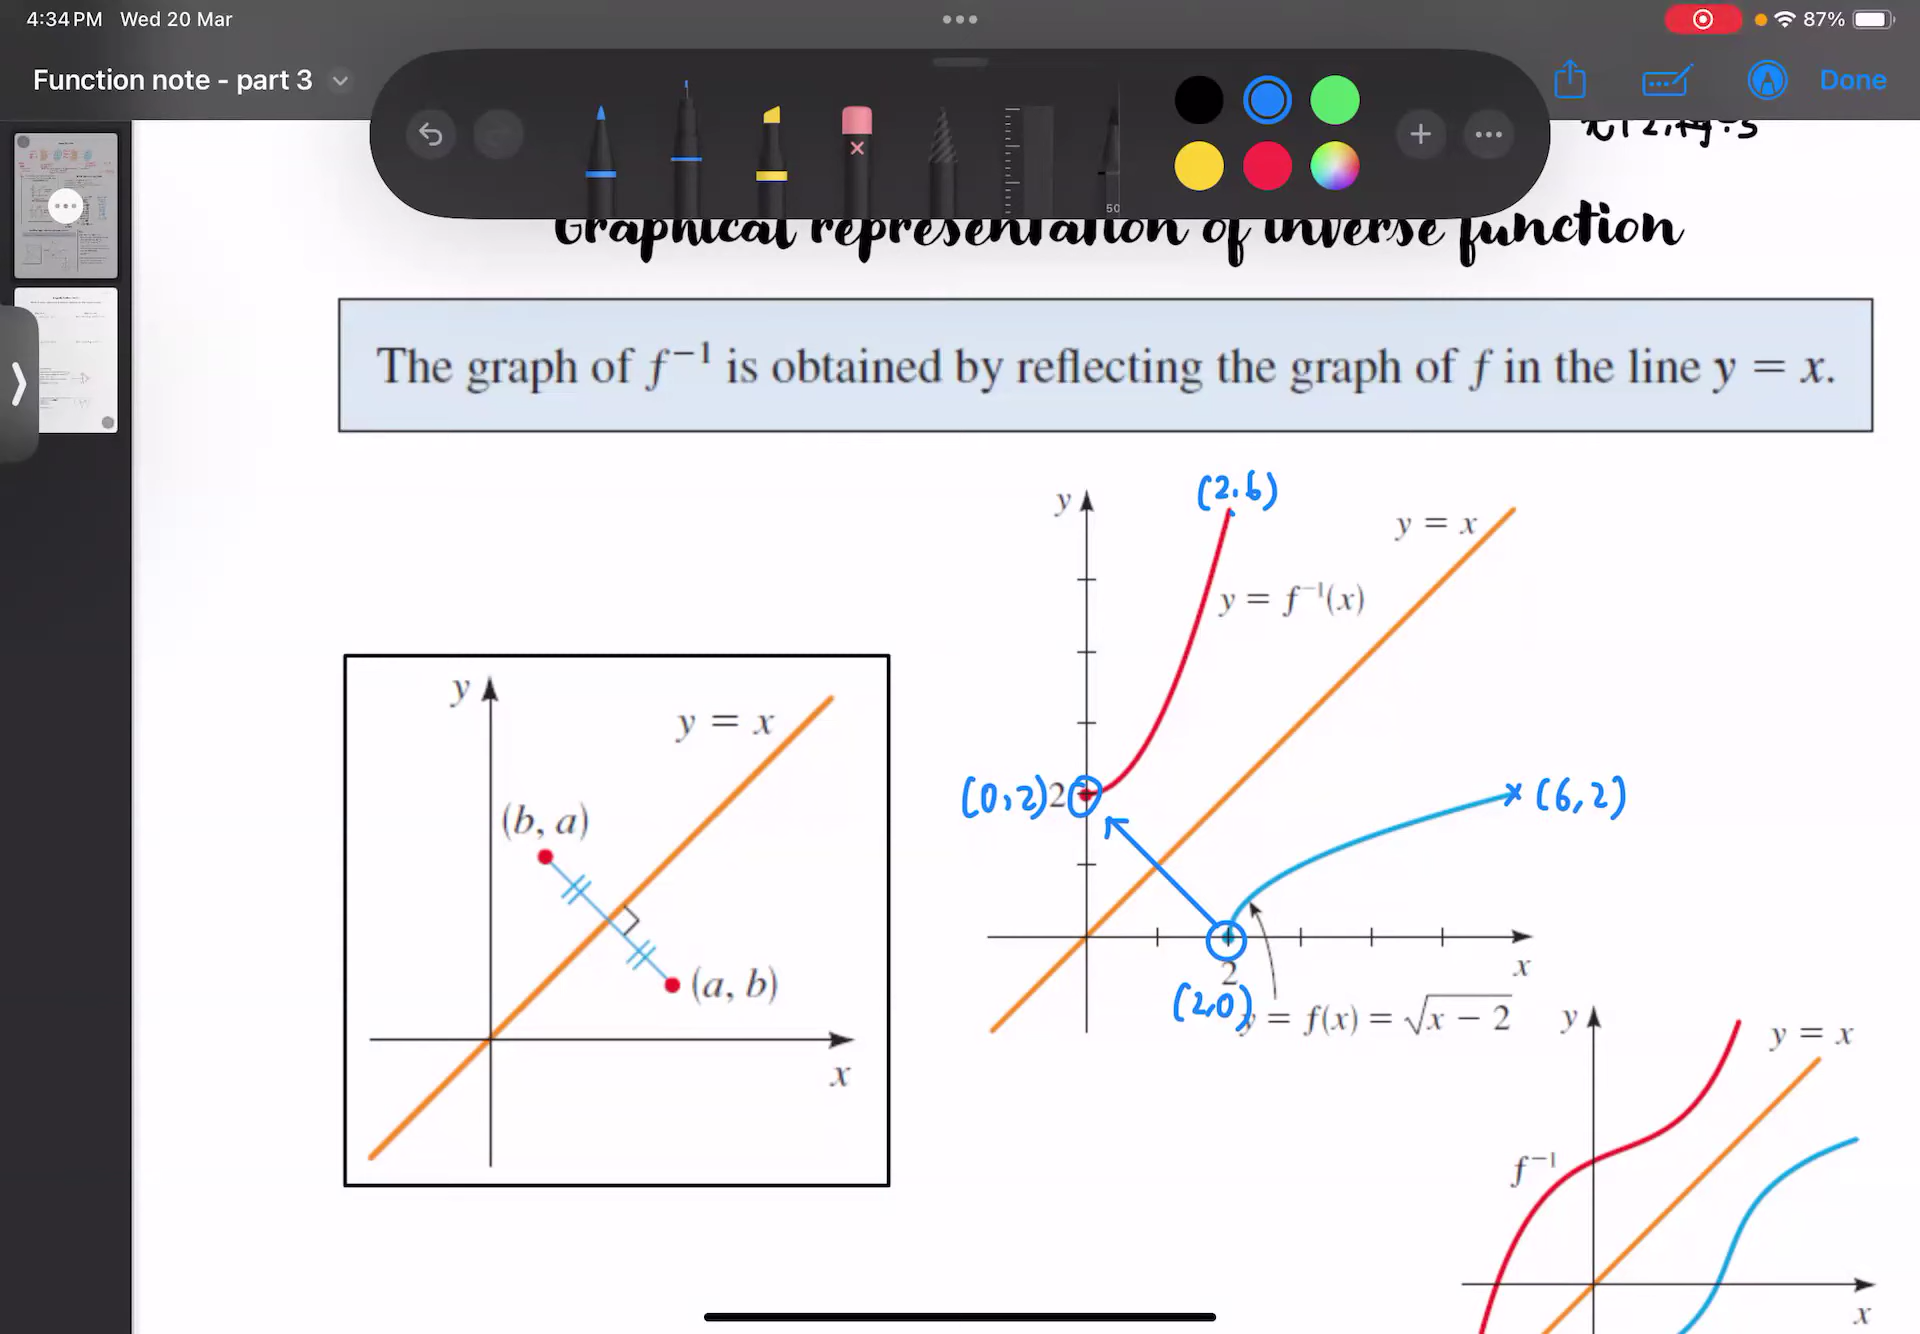 4:34 PM Wed 20 Mar
87%
Function note - part 3
Done
50
Graphical representation of inverse function
The graph of f⁻¹ is obtained by reflecting the graph of f in the line y = x.
(2,6)
y
y = x
y = f⁻¹(x)
y
y = x
(0,2) 2
(6,2)
(b, a)
(a, b)
x
2
x
(2,0)
y = f(x) = √x − 2
y
y = x
f⁻¹
x